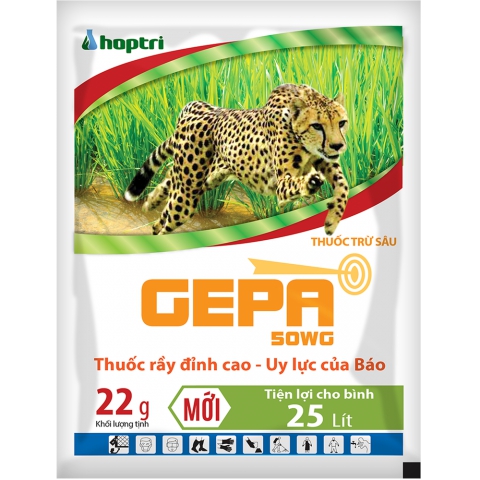 hoptri
THUỐC TRỪ SÂU
GEPA
50WG
Thuốc rầy đỉnh cao - Uy lực của Báo
22 g
Khối lượng tịnh
MỚI
Tiện lợi cho bình
25 Lít